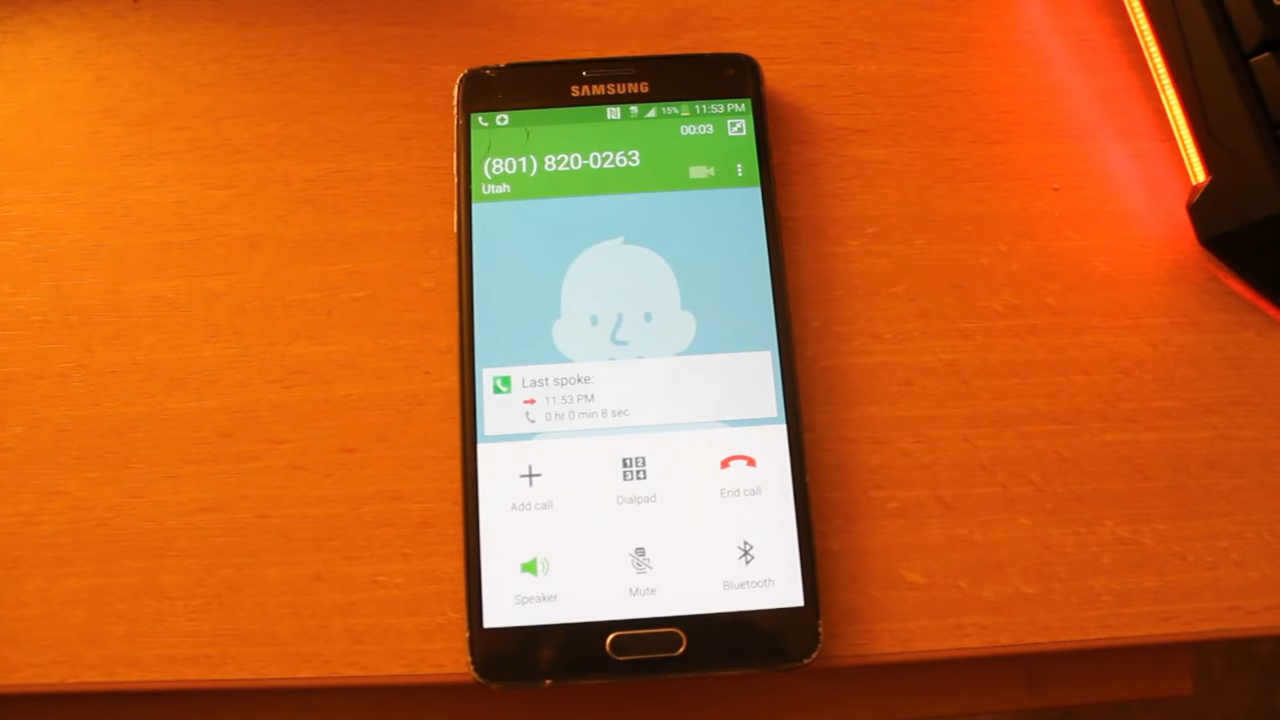 SAMSUNG
15% 11:53 PM
00:03
(801) 820-0263
Utah
Last spoke:
11:53 PM
0 hr 0 min 8 sec
Add call
Dialpad
End call
Speaker
Mute
Bluetooth